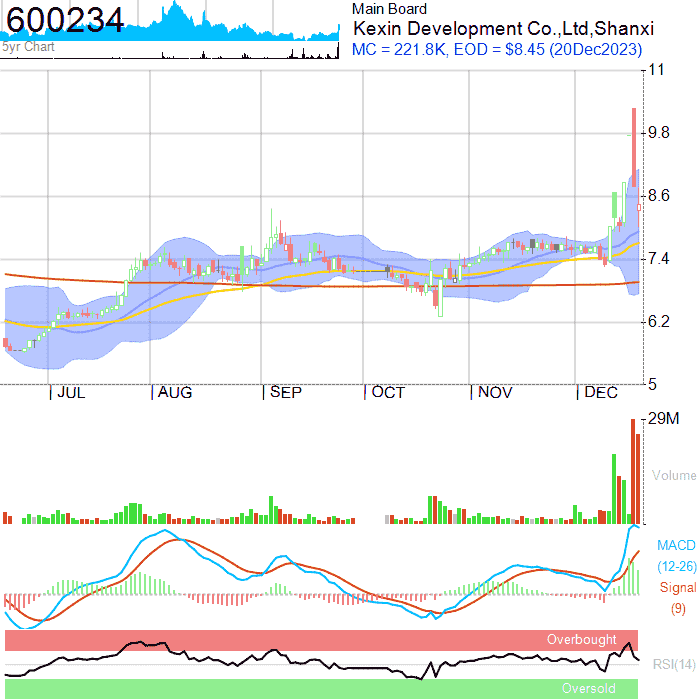 600234
5yr Chart
Main Board
Kexin Development Co.,Ltd,Shanxi
MC = 221.8K, EOD = $8.45 (20Dec2023)
11
9.8
8.6
7.4
6.2
5
JUL AUG SEP OCT NOV DEC
29M
Volume
MACD
(12-26)
Signal
(9)
Overbought
RSI(14)
Oversold